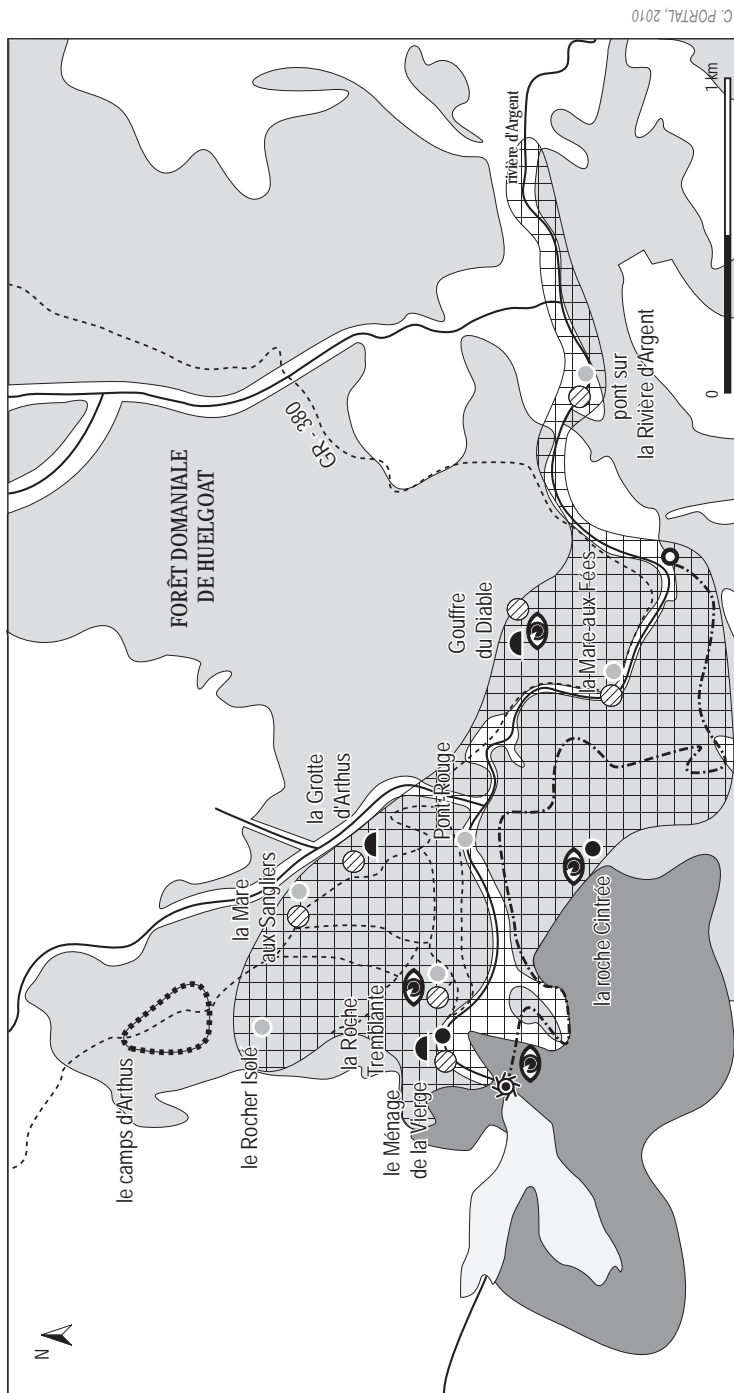 C. PORTAL, 2010
N
FORÊT DOMANIALE
DE HUELGOAT
GR - 380
rivière d'Argent
le camps d'Arthus
le Rocher Isolé
la Mare
aux-Sangliers
la Grotte
d'Arthus
la Roche
Tremblante
le Ménage
de la Vierge
Pont-Rouge
Gouffre
du Diable
la-Mare-aux-Fées
la roche Cintrée
pont sur
la Rivière d'Argent
0
1 km